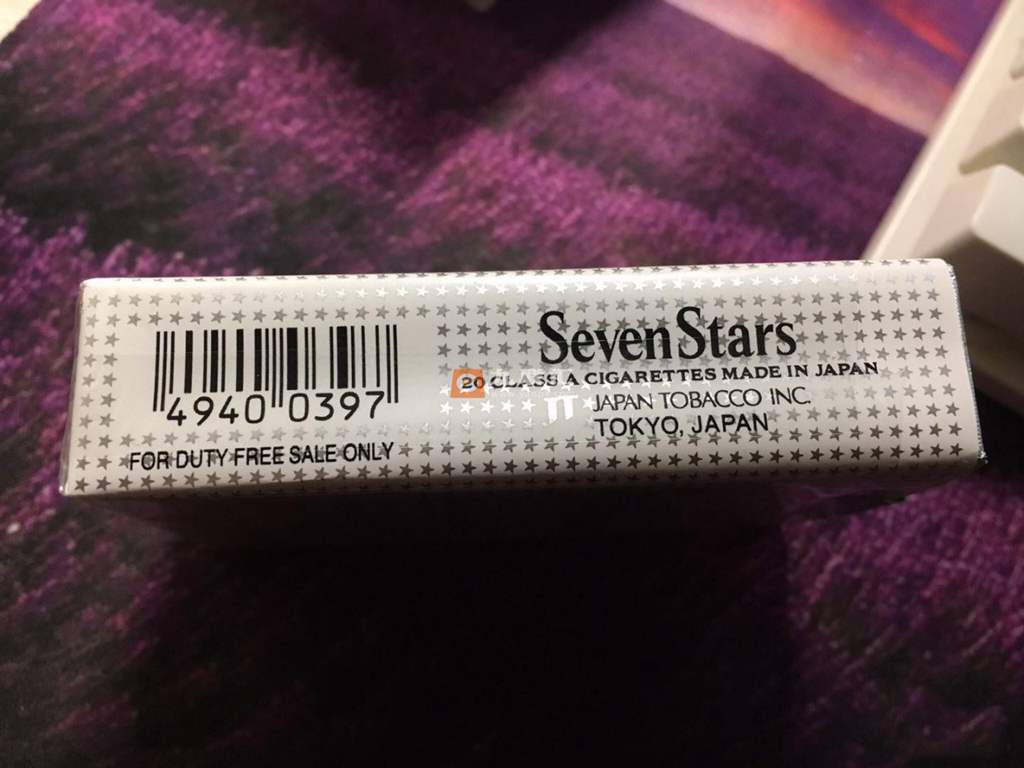 4940 0397
FOR DUTY FREE SALE ONLY
Seven Stars
20 CLASS A CIGARETTES MADE IN JAPAN
JT JAPAN TOBACCO INC.
TOKYO, JAPAN